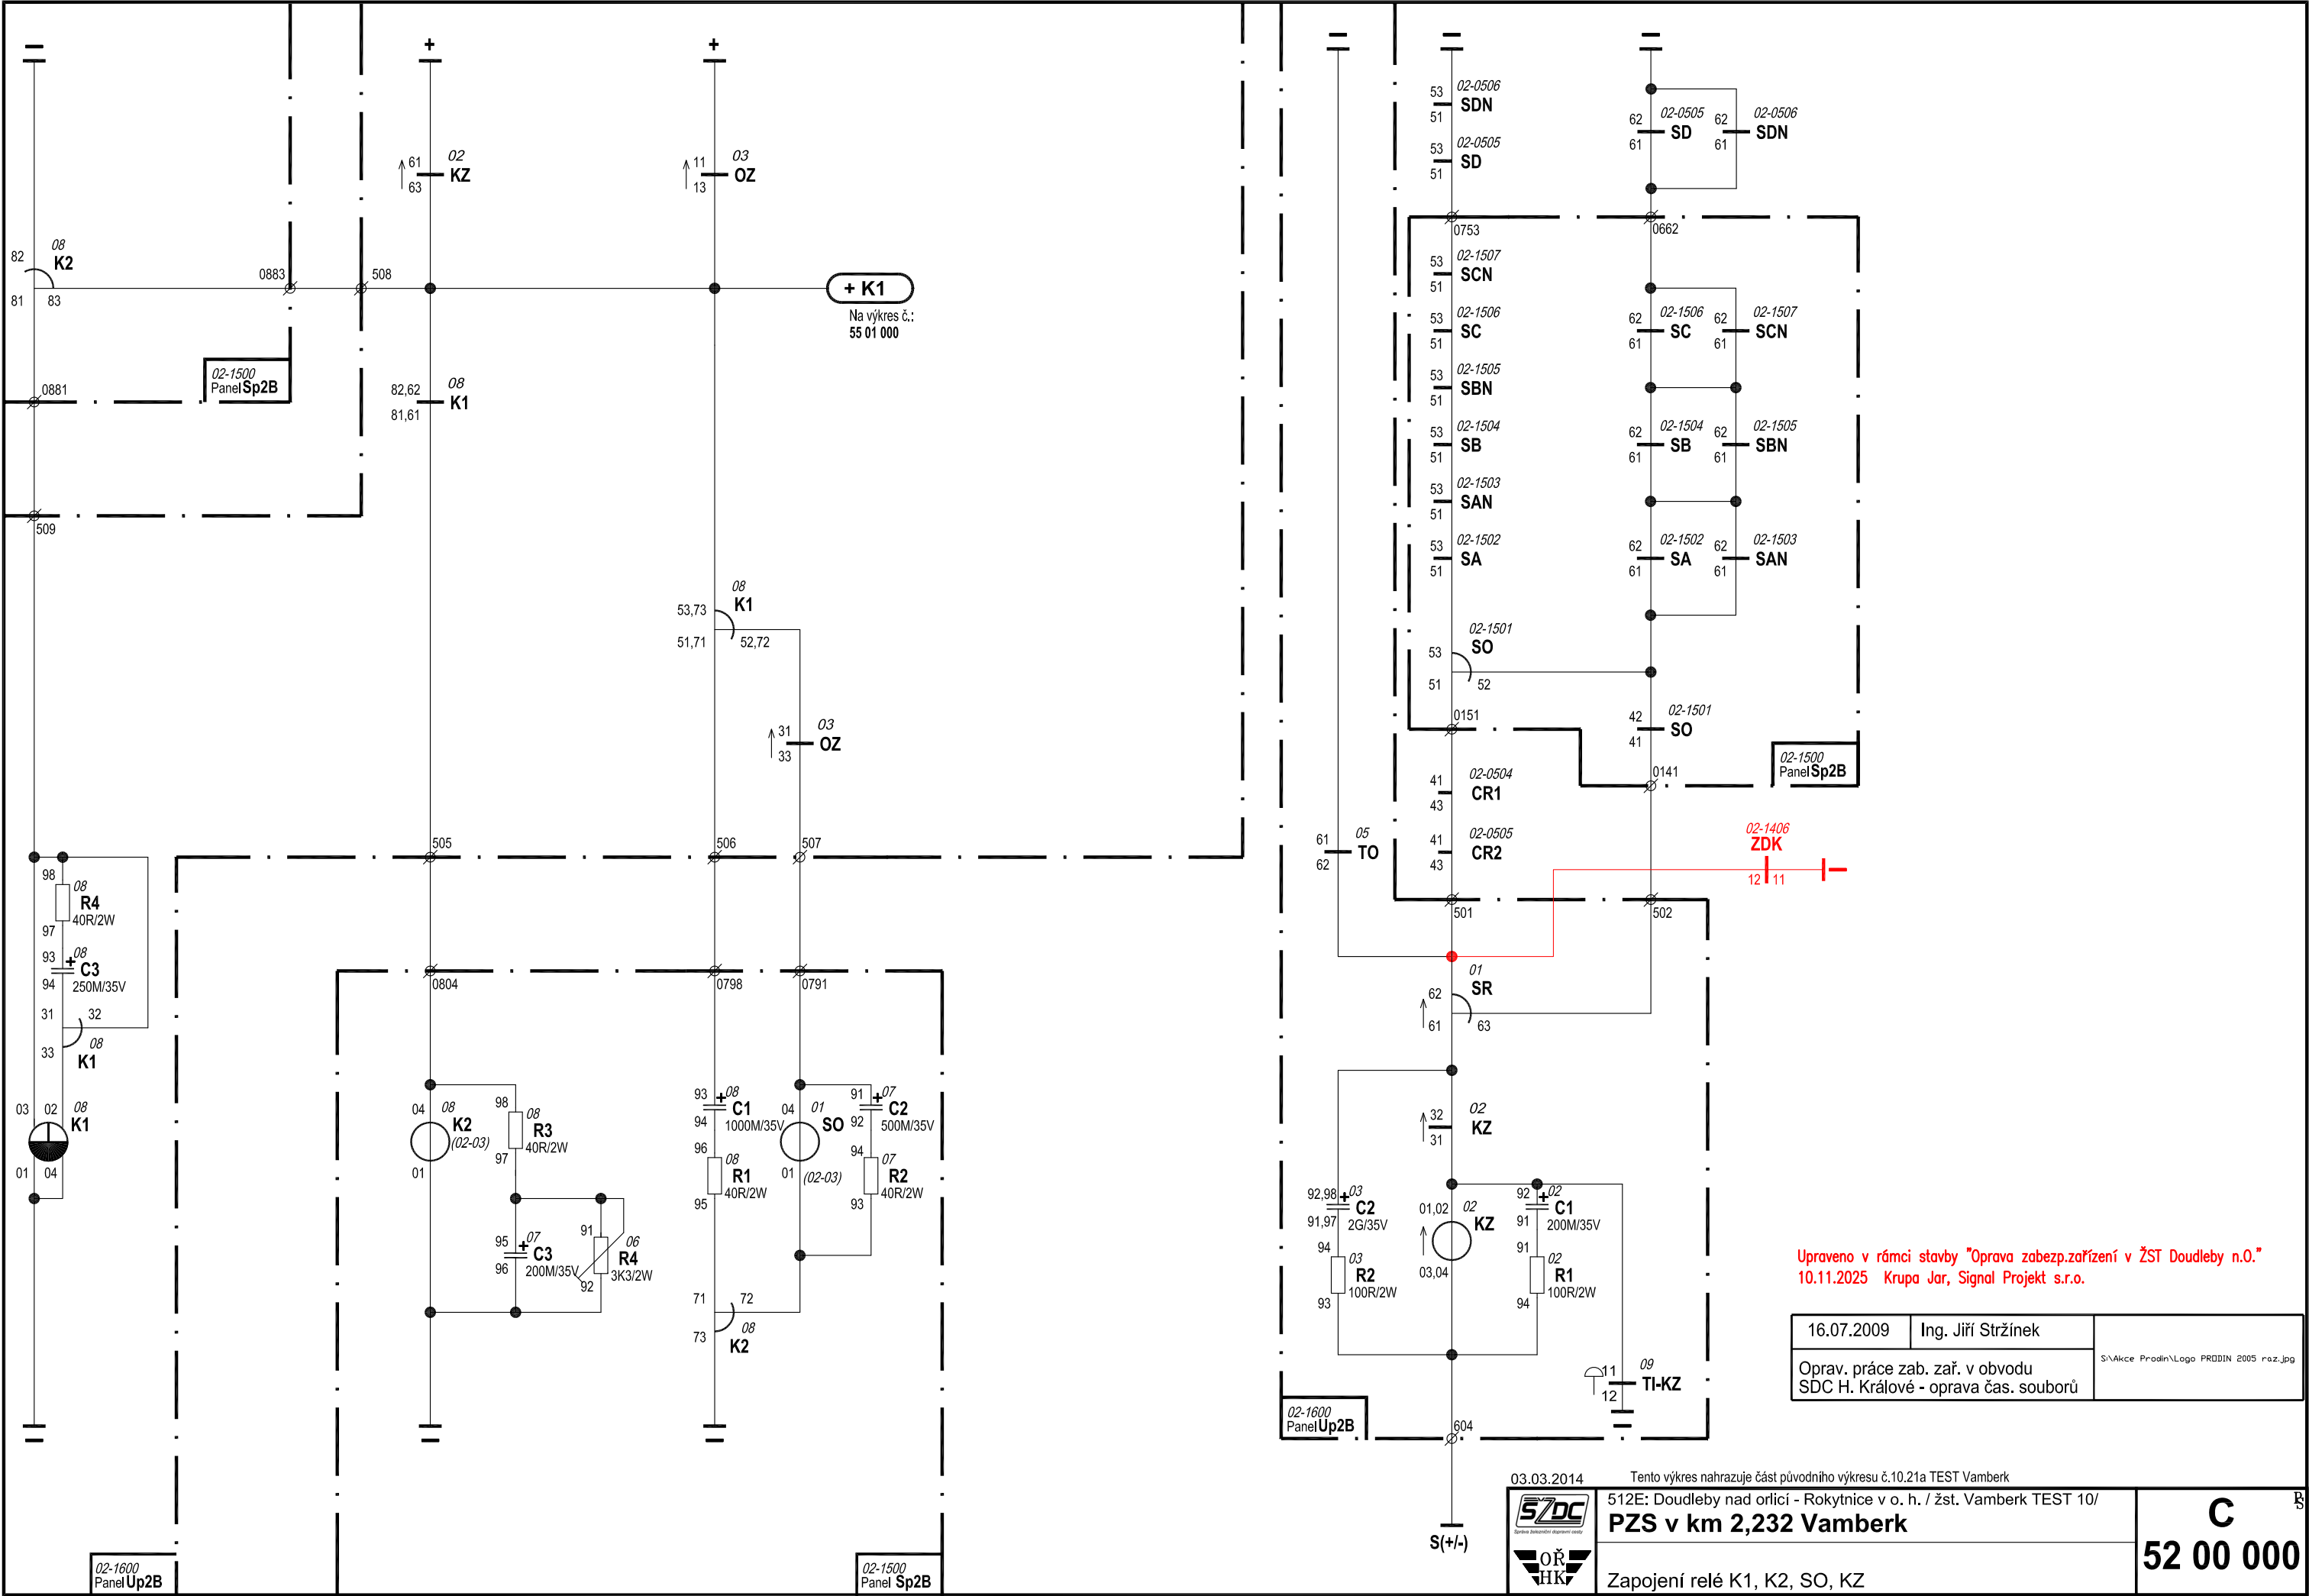 +
+
02
61
KZ
63
03
11
OZ
13
08
82
K2
81
83
0883
508
+ K1
Na výkres č.:
55 01 000
02-1500
Panel Sp2B
0881
509
08
82,62
K1
81,61
08
53,73
K1
51,71
52,72
03
31
OZ
33
505
506
507
98
08
R4
40R/2W
97
93
+
08
C3
94
250M/35V
31
32
33
08
K1
03
02
08
K1
01
04
0804
0798
0791
04
08
K2
(02-03)
01
98
08
R3
40R/2W
97
95
+
07
C3
96
200M/35V
91
06
R4
3K3/2W
92
93
+
08
C1
94
1000M/35V
96
08
R1
40R/2W
95
04
01
SO
01
(02-03)
91
+
07
C2
92
500M/35V
94
07
R2
40R/2W
93
71
72
73
08
K2
02-1600
Panel Up2B
02-1500
Panel Sp2B
53
02-0506
SDN
51
53
02-0505
SD
51
62
02-0505
SD
61
62
02-0506
SDN
61
0753
0662
53
02-1507
SCN
51
53
02-1506
SC
51
53
02-1505
SBN
51
53
02-1504
SB
51
53
02-1503
SAN
51
53
02-1502
SA
51
62
02-1506
SC
61
62
02-1507
SCN
61
62
02-1504
SB
61
62
02-1505
SBN
61
62
02-1502
SA
61
62
02-1503
SAN
61
02-1501
53
SO
51
52
0151
42
02-1501
SO
41
0141
02-1500
Panel Sp2B
41
02-0504
CR1
43
41
02-0505
CR2
43
61
05
TO
62
02-1406
ZDK
12
11
501
502
01
62
SR
61
63
32
02
KZ
31
92,98
+
03
C2
91,97
2G/35V
94
03
R2
100R/2W
93
01,02
02
KZ
03,04
92
+
02
C1
91
200M/35V
91
02
R1
100R/2W
94
11
09
TI-KZ
12
02-1600
Panel Up2B
604
S(+/-)
Upraveno v rámci stavby "Oprava zabezp.zařízení v ŽST Doudleby n.O."
10.11.2025 Krupa Jar, Signal Projekt s.r.o.
16.07.2009
Ing. Jiří Stržínek
Oprav. práce zab. zař. v obvodu
SDC H. Králové - oprava čas. souborů
S:\Akce Prodin\Logo PRODIN 2005 raz.jpg
03.03.2014
Tento výkres nahrazuje část původního výkresu č.10.21a TEST Vamberk
SŽDC
Správa železniční dopravní cesty
OŘ
HK
512E: Doudleby nad orlicí - Rokytnice v o. h. / žst. Vamberk TEST 10/
PZS v km 2,232 Vamberk
Zapojení relé K1, K2, SO, KZ
C
52 00 000